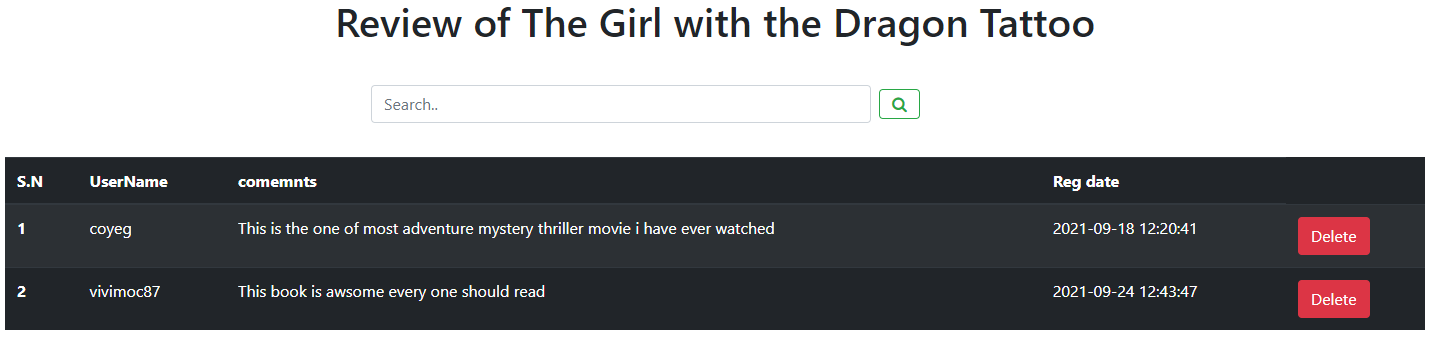 Review of The Girl with the Dragon Tattoo
Search..
S.N UserName comemnts Reg date
1 coyeg This is the one of most adventure mystery thriller movie i have ever watched 2021-09-18 12:20:41 Delete
2 vivimoc87 This book is awsome every one should read 2021-09-24 12:43:47 Delete